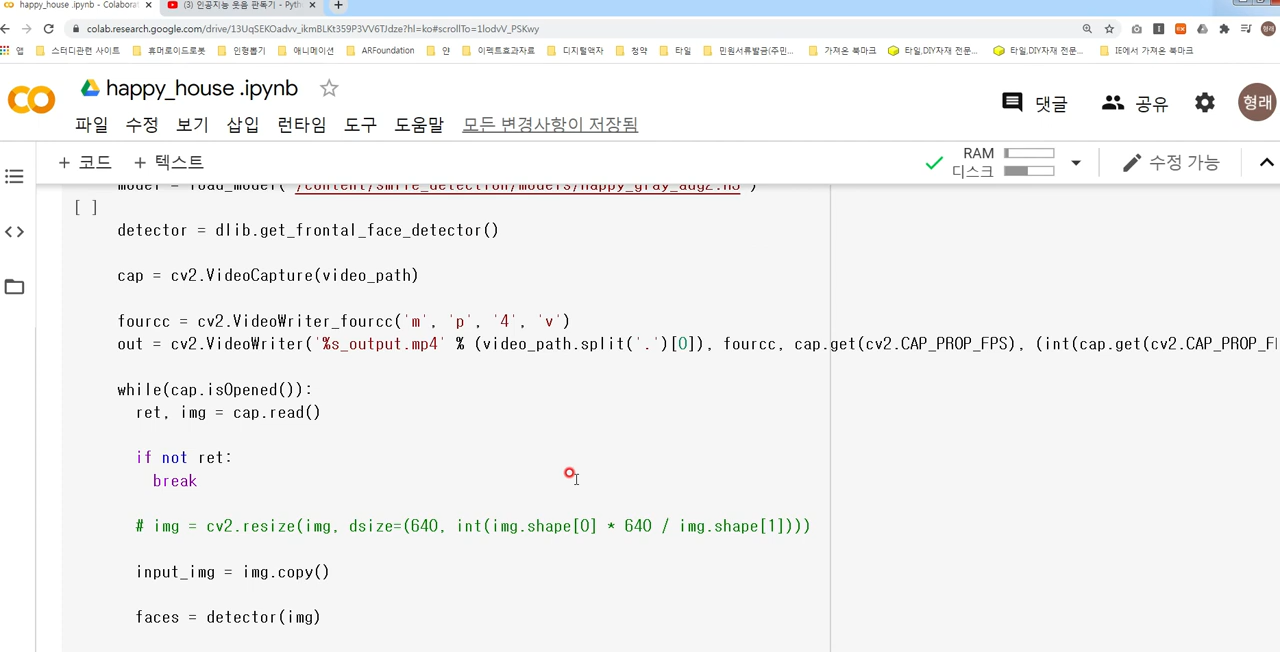 happy_house .ipynb - Colaborat
(3) 인공지능 웃음 판독기 - Pyth
colab.research.google.com/drive/13UqSEKOadvv_ikmBLKt359P3VV6TJdze?hl=ko#scrollTo=1lodvV_PSKwy
앱 스터디관련 사이트 휴머로이드로봇 인형뽑기 애니메이션 ARFoundation 얀 이펙트효과자료 디지털액자 청약 타일 민원서류발급(주민... 가져온 북마크 타일,DIY자재 전문... 타일,DIY자재 전문... IE에서 가져온 북마크
happy_house .ipynb
댓글 공유 형래
파일 수정 보기 삽입 런타임 도구 도움말 모든 변경사항이 저장됨
+ 코드 + 텍스트 RAM 디스크 수정 가능
model = load_model('/content/smile_detection/models/happy_gray_aug2.h5')
[ ]
detector = dlib.get_frontal_face_detector()
cap = cv2.VideoCapture(video_path)
fourcc = cv2.VideoWriter_fourcc('m', 'p', '4', 'v')
out = cv2.VideoWriter('%s_output.mp4' % (video_path.split('.')[0]), fourcc, cap.get(cv2.CAP_PROP_FPS), (int(cap.get(cv2.CAP_PROP_F
while(cap.isOpened()):
ret, img = cap.read()
if not ret:
break
# img = cv2.resize(img, dsize=(640, int(img.shape[0] * 640 / img.shape[1])))
input_img = img.copy()
faces = detector(img)